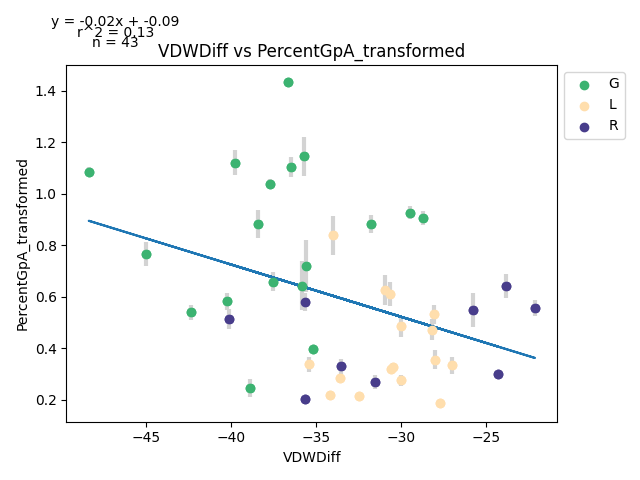 y = -0.02x + -0.09
r^2 = 0.13
n = 43
VDWDiff vs PercentGpA_transformed
G
L
R
PercentGpA_transformed
1.4
1.2
1.0
0.8
0.6
0.4
0.2
−45
−40
−35
−30
−25
VDWDiff